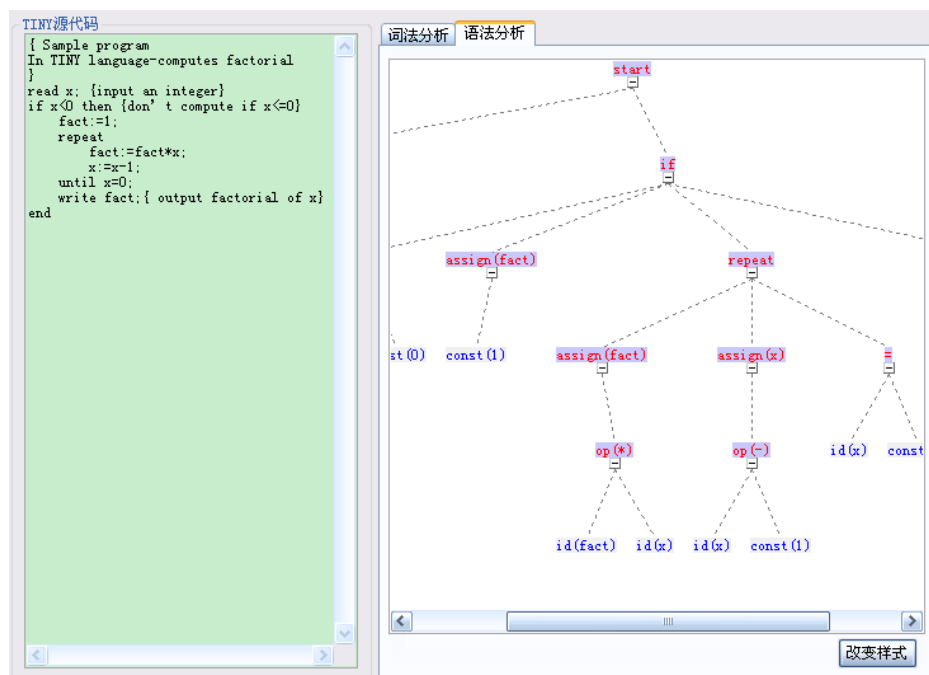 TINY源代码
{ Sample program
In TINY language-computes factorial
}
read x; {input an integer}
if x<0 then {don't compute if x<=0}
fact:=1;
repeat
fact:=fact*x;
x:=x-1;
until x=0;
write fact;{ output factorial of x}
end
词法分析 语法分析
start
if
assign(fact) repeat
st(0) const(1) assign(fact) assign(x) =
op(*) op(-) id(x) const
id(fact) id(x) id(x) const(1)
改变样式